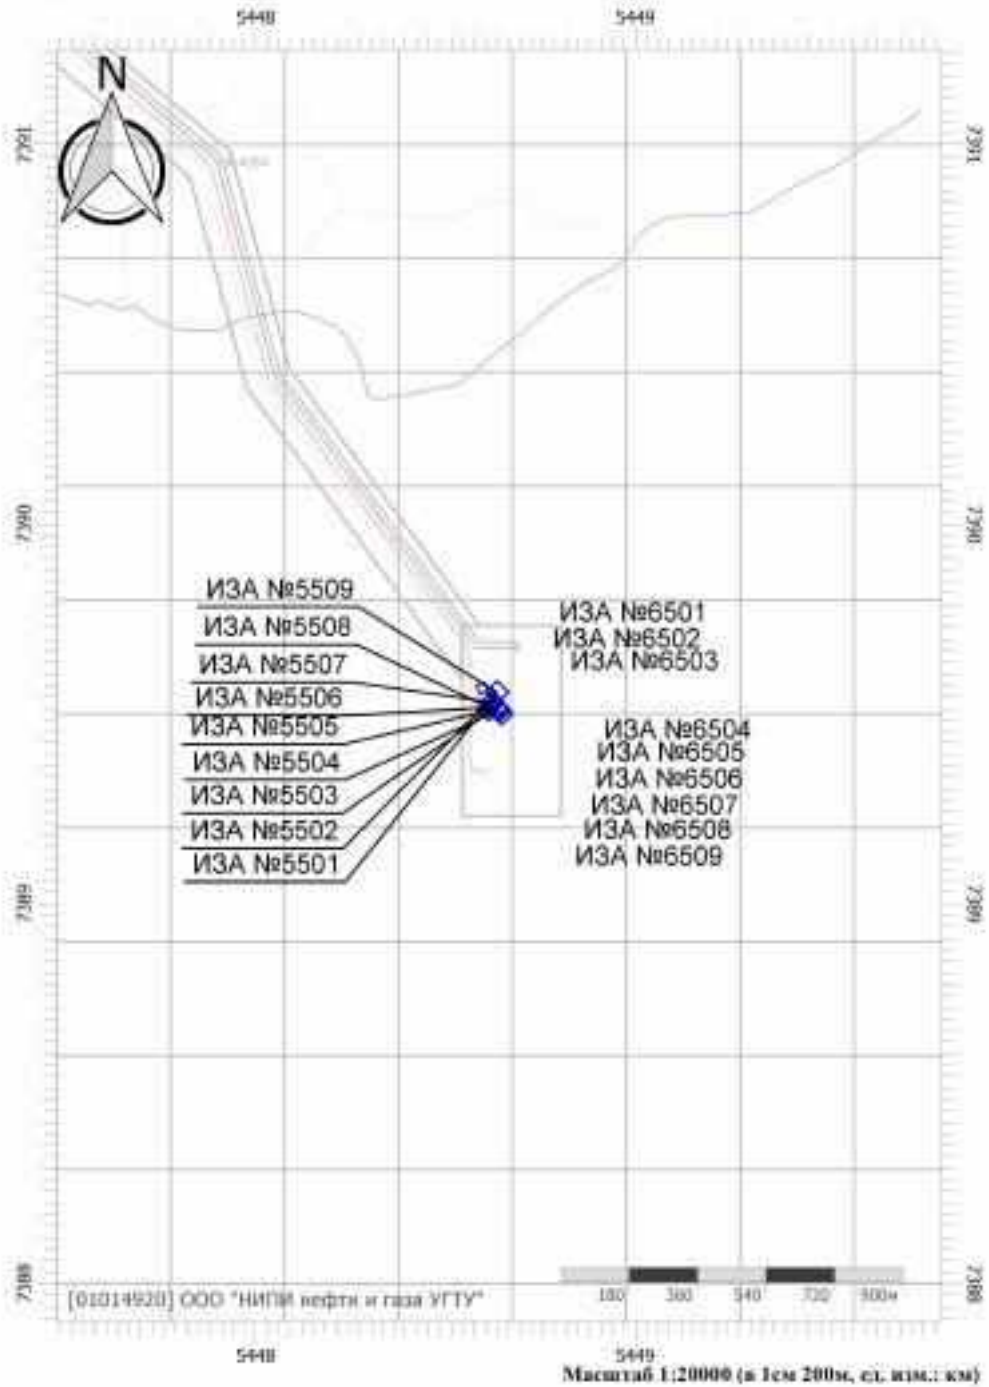 5448 5449
N
7391 7391
7390 7390
ИЗА №5509
ИЗА №5508
ИЗА №5507
ИЗА №5506
ИЗА №5505
ИЗА №5504
ИЗА №5503
ИЗА №5502
ИЗА №5501
ИЗА №6501
ИЗА №6502
ИЗА №6503
ИЗА №6504
ИЗА №6505
ИЗА №6506
ИЗА №6507
ИЗА №6508
ИЗА №6509
7389 7389
7388 7388
[01014920] ООО "НИПИ нефти и газа УГТУ"
180 360 540 720 900м
5448 5449
Масштаб 1:20000 (в 1см 200м, ед. изм.: км)